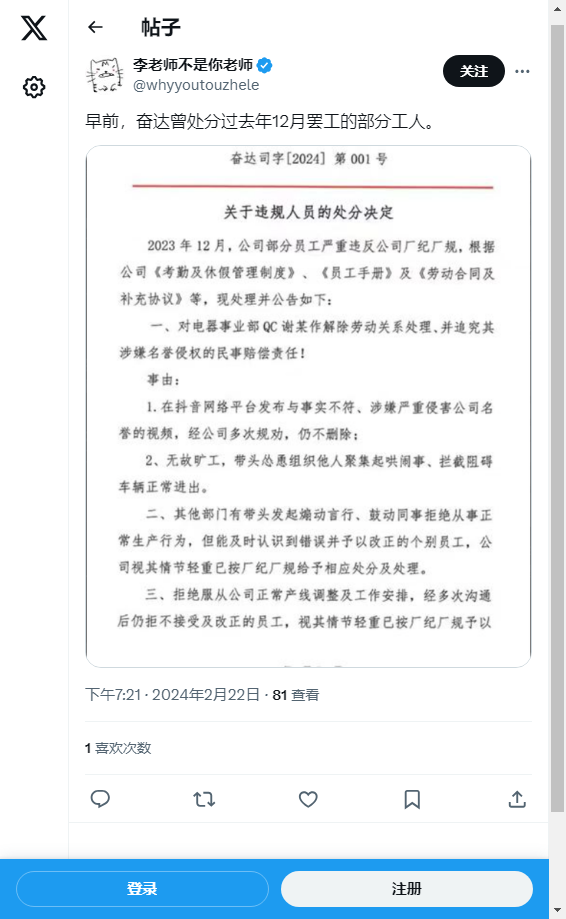 帖子
李老师不是你老师
@whyyoutouzhele
关注
早前，奋达曾处分过去年12月罢工的部分工人。
奋达司字[2024] 第 001 号
关于违规人员的处分决定
2023 年 12 月，公司部分员工严重违反公司厂纪厂规，根据
公司《考勤及休假管理制度》、《员工手册》及《劳动合同及
补充协议》等，现处理并公告如下：
一、对电器事业部 QC 谢某作解除劳动关系处理、并追究其
涉嫌名誉侵权的民事赔偿责任！
事由：
1.在抖音网络平台发布与事实不符、涉嫌严重侵害公司名
誉的视频，经公司多次规劝，仍不删除；
2、无故旷工，带头怂恿组织他人聚集起哄闹事、拦截阻碍
车辆正常进出。
二、其他部门有带头发起煽动言行、鼓动同事拒绝从事正
常生产行为，但能及时认识到错误并予以改正的个别员工，公
司视其情节轻重已按厂纪厂规给予相应处分及处理。
三、拒绝服从公司正常产线调整及工作安排，经多次沟通
后仍拒不接受及改正的员工，视其情节轻重已按厂纪厂规予以
下午7:21 · 2024年2月22日 · 81 查看
1 喜欢次数
登录
注册